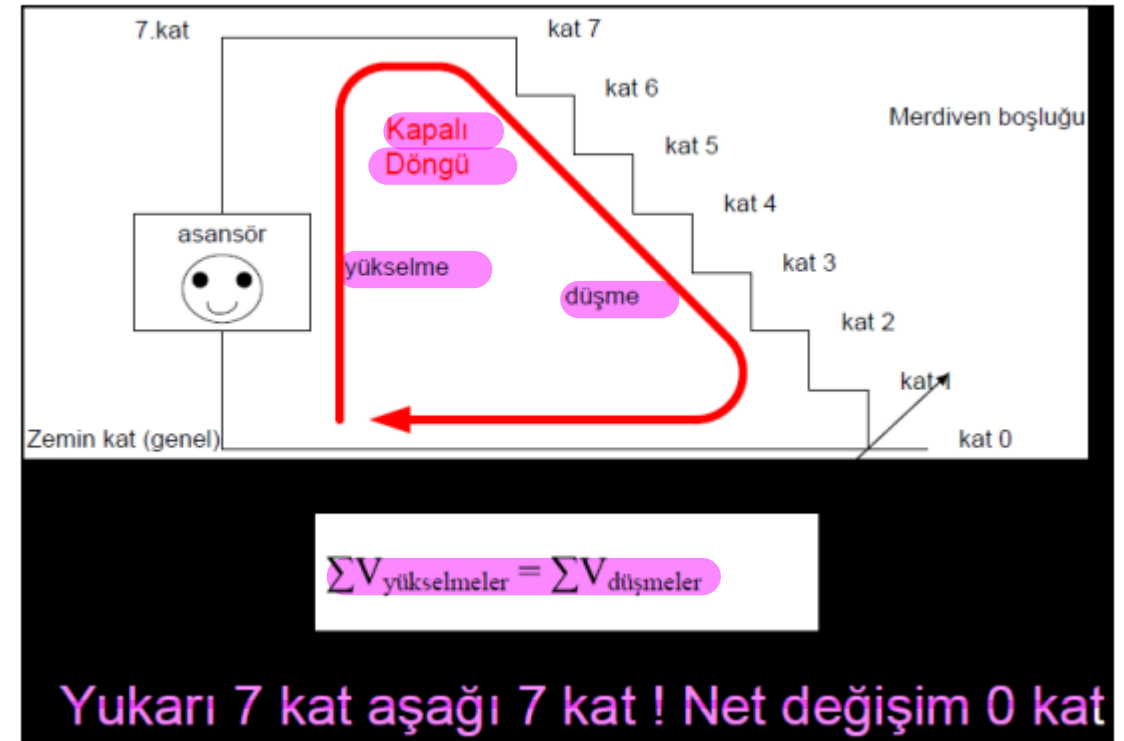 7.kat
kat 7
kat 6
Merdiven boşluğu
Kapalı
Döngü
kat 5
kat 4
asansör
yükselme
kat 3
düşme
kat 2
kat 1
Zemin kat (genel)
kat 0
∑V yükselmeler = ∑V düşmeler
Yukarı 7 kat aşağı 7 kat ! Net değişim 0 kat